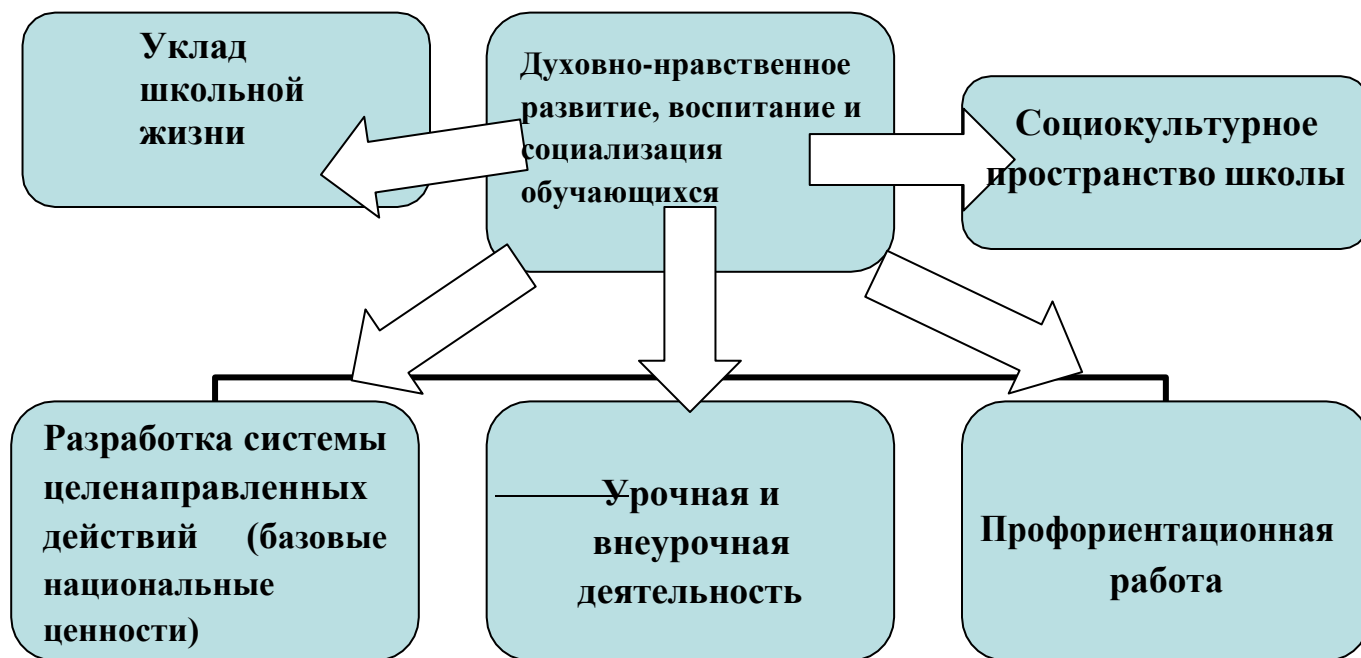 Уклад
школьной
жизни
Духовно-нравственное
развитие, воспитание и
социализация
обучающихся
Социокультурное
пространство школы
Разработка системы
целенаправленных
действий (базовые
национальные
ценности)
Урочная и
внеурочная
деятельность
Профориентационная
работа